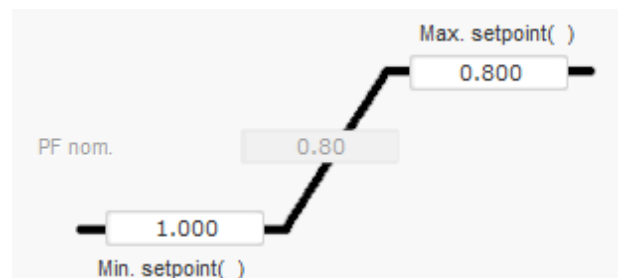 Max. setpoint( )
0.800
PF nom.
0.80
1.000
Min. setpoint( )